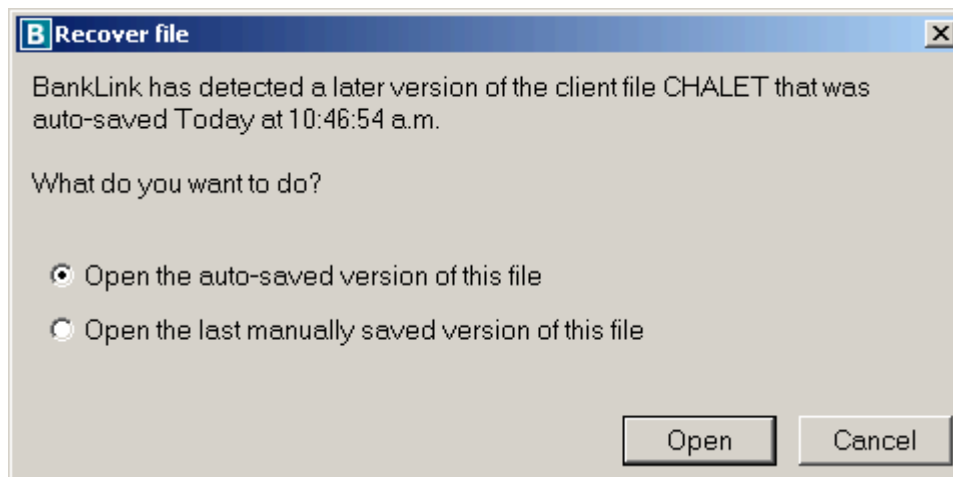 B Recover file
BankLink has detected a later version of the client file CHALET that was
auto-saved Today at 10:46:54 a.m.
What do you want to do?
Open the auto-saved version of this file
Open the last manually saved version of this file
Open Cancel